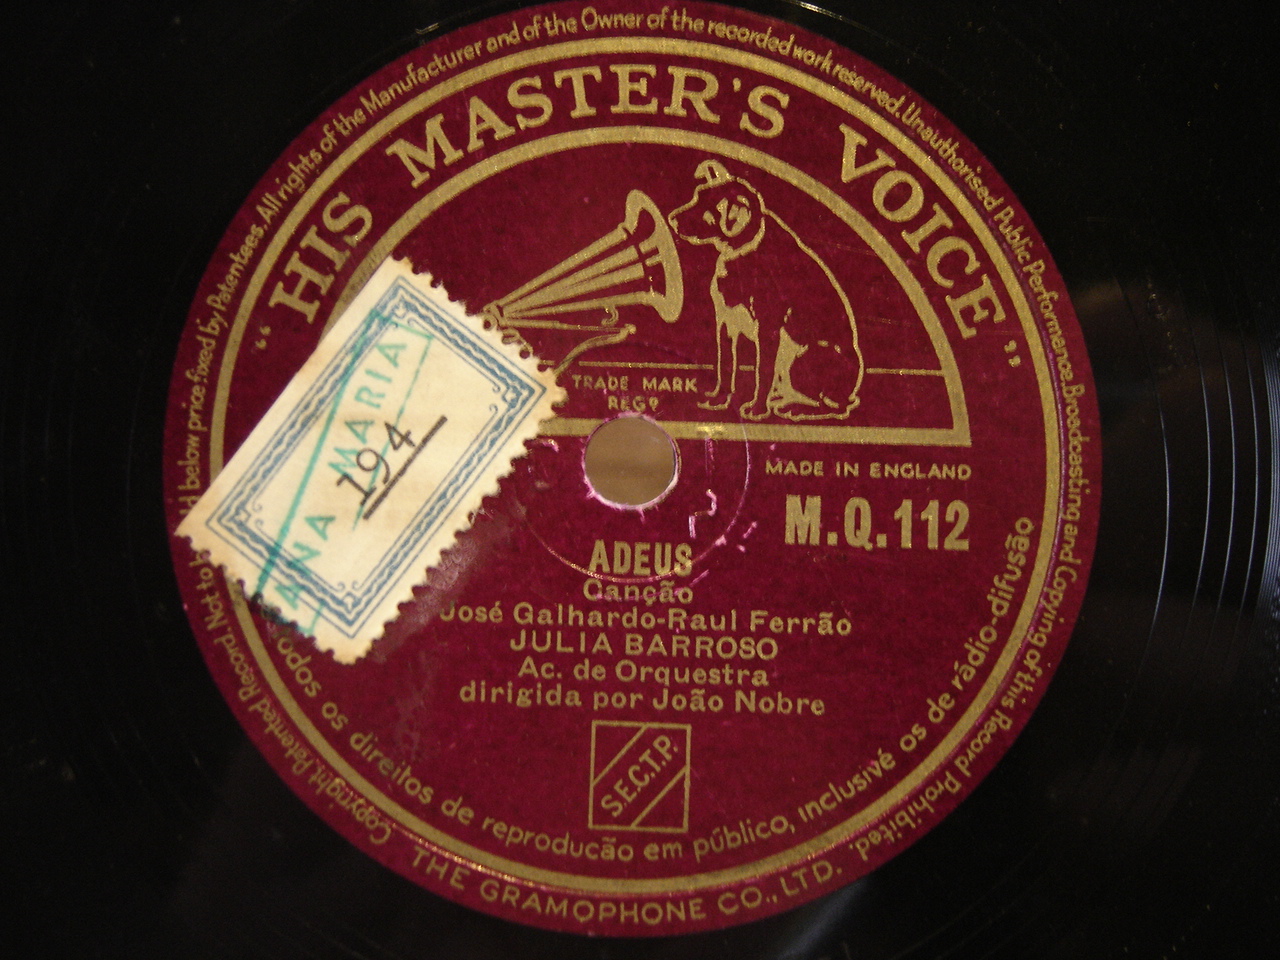 Copyright. Patented Record Not to be sold below price fixed by Patentees. All rights of the Manufacturer and of the Owner of the recorded work reserved. Unauthorised Public Performance, Broadcasting and Copying of this Record Prohibited.
"HIS MASTER'S VOICE"
TRADE MARK
REGD
ANA MARIA
194
MADE IN ENGLAND
M.Q.112
ADEUS
Canção
José Galhardo-Raul Ferrão
JULIA BARROSO
Ac. de Orquestra
dirigida por João Nobre
S.E.C.T.P.
so direitos de reproducão em público, inclusivé os de rádio-difusão
THE GRAMOPHONE CO., LTD.